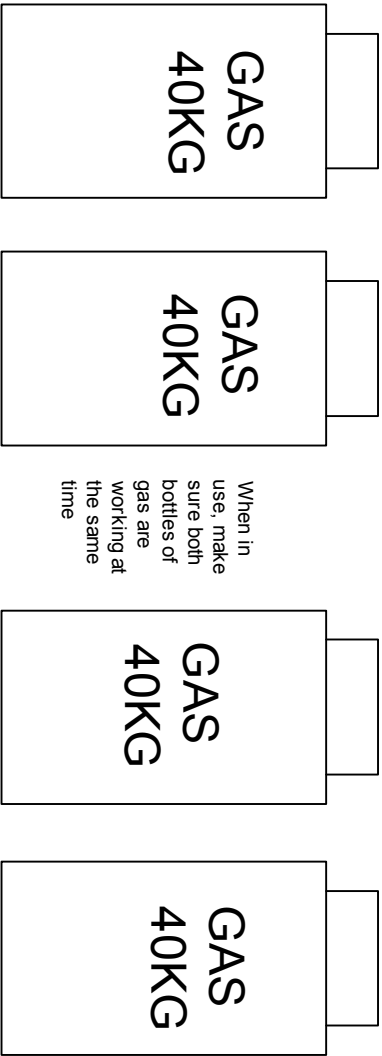 GAS
40KG
GAS
40KG
When in
use, make
sure both
bottles of
gas are
working at
the same
time
GAS
40KG
GAS
40KG